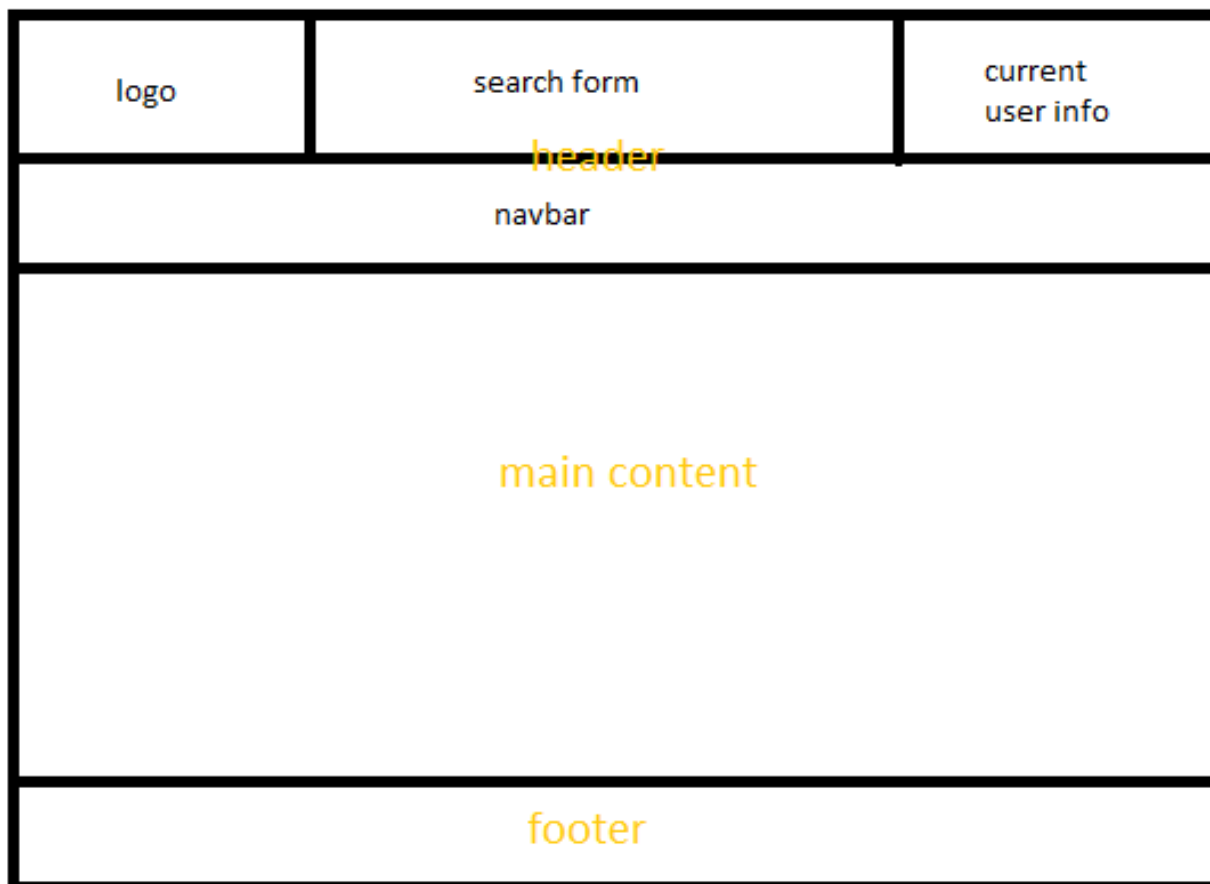 logo
search form
current
user info
header
navbar
main content
footer